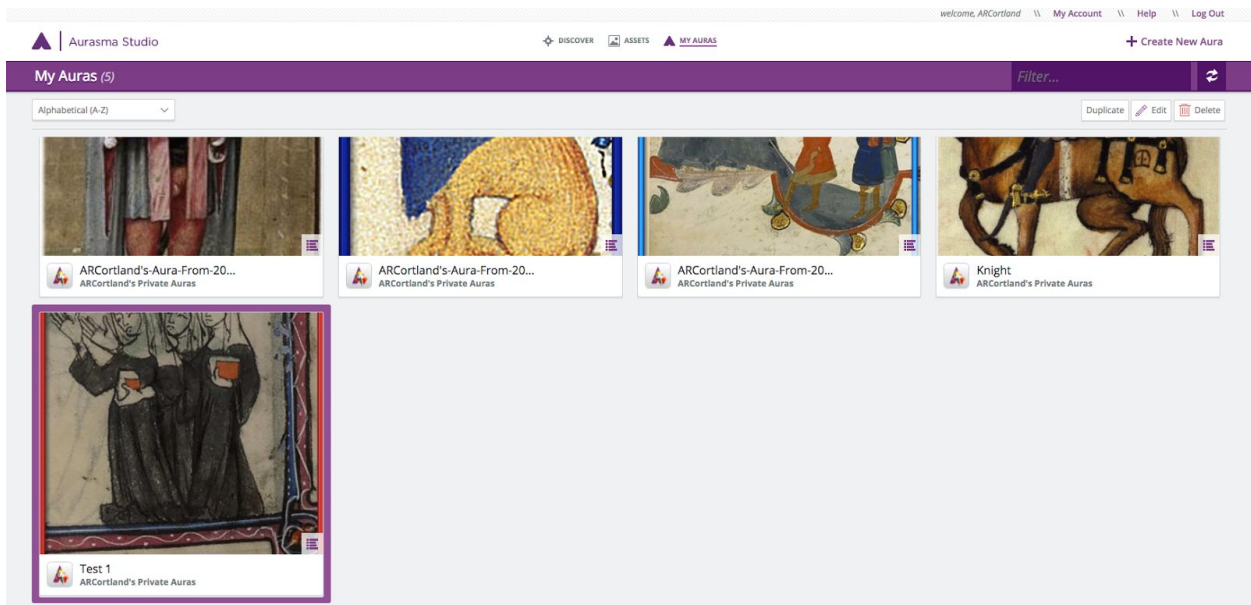 welcome, ARCortland \\ My Account \\ Help \\ Log Out
Aurasma Studio DISCOVER ASSETS MY AURAS + Create New Aura
My Auras (5) Filter...
Alphabetical (A-Z) Duplicate Edit Delete
ARCortland's-Aura-From-20... ARCortland's-Aura-From-20... ARCortland's-Aura-From-20... Knight
ARCortland's Private Auras ARCortland's Private Auras ARCortland's Private Auras ARCortland's Private Auras
Test 1
ARCortland's Private Auras